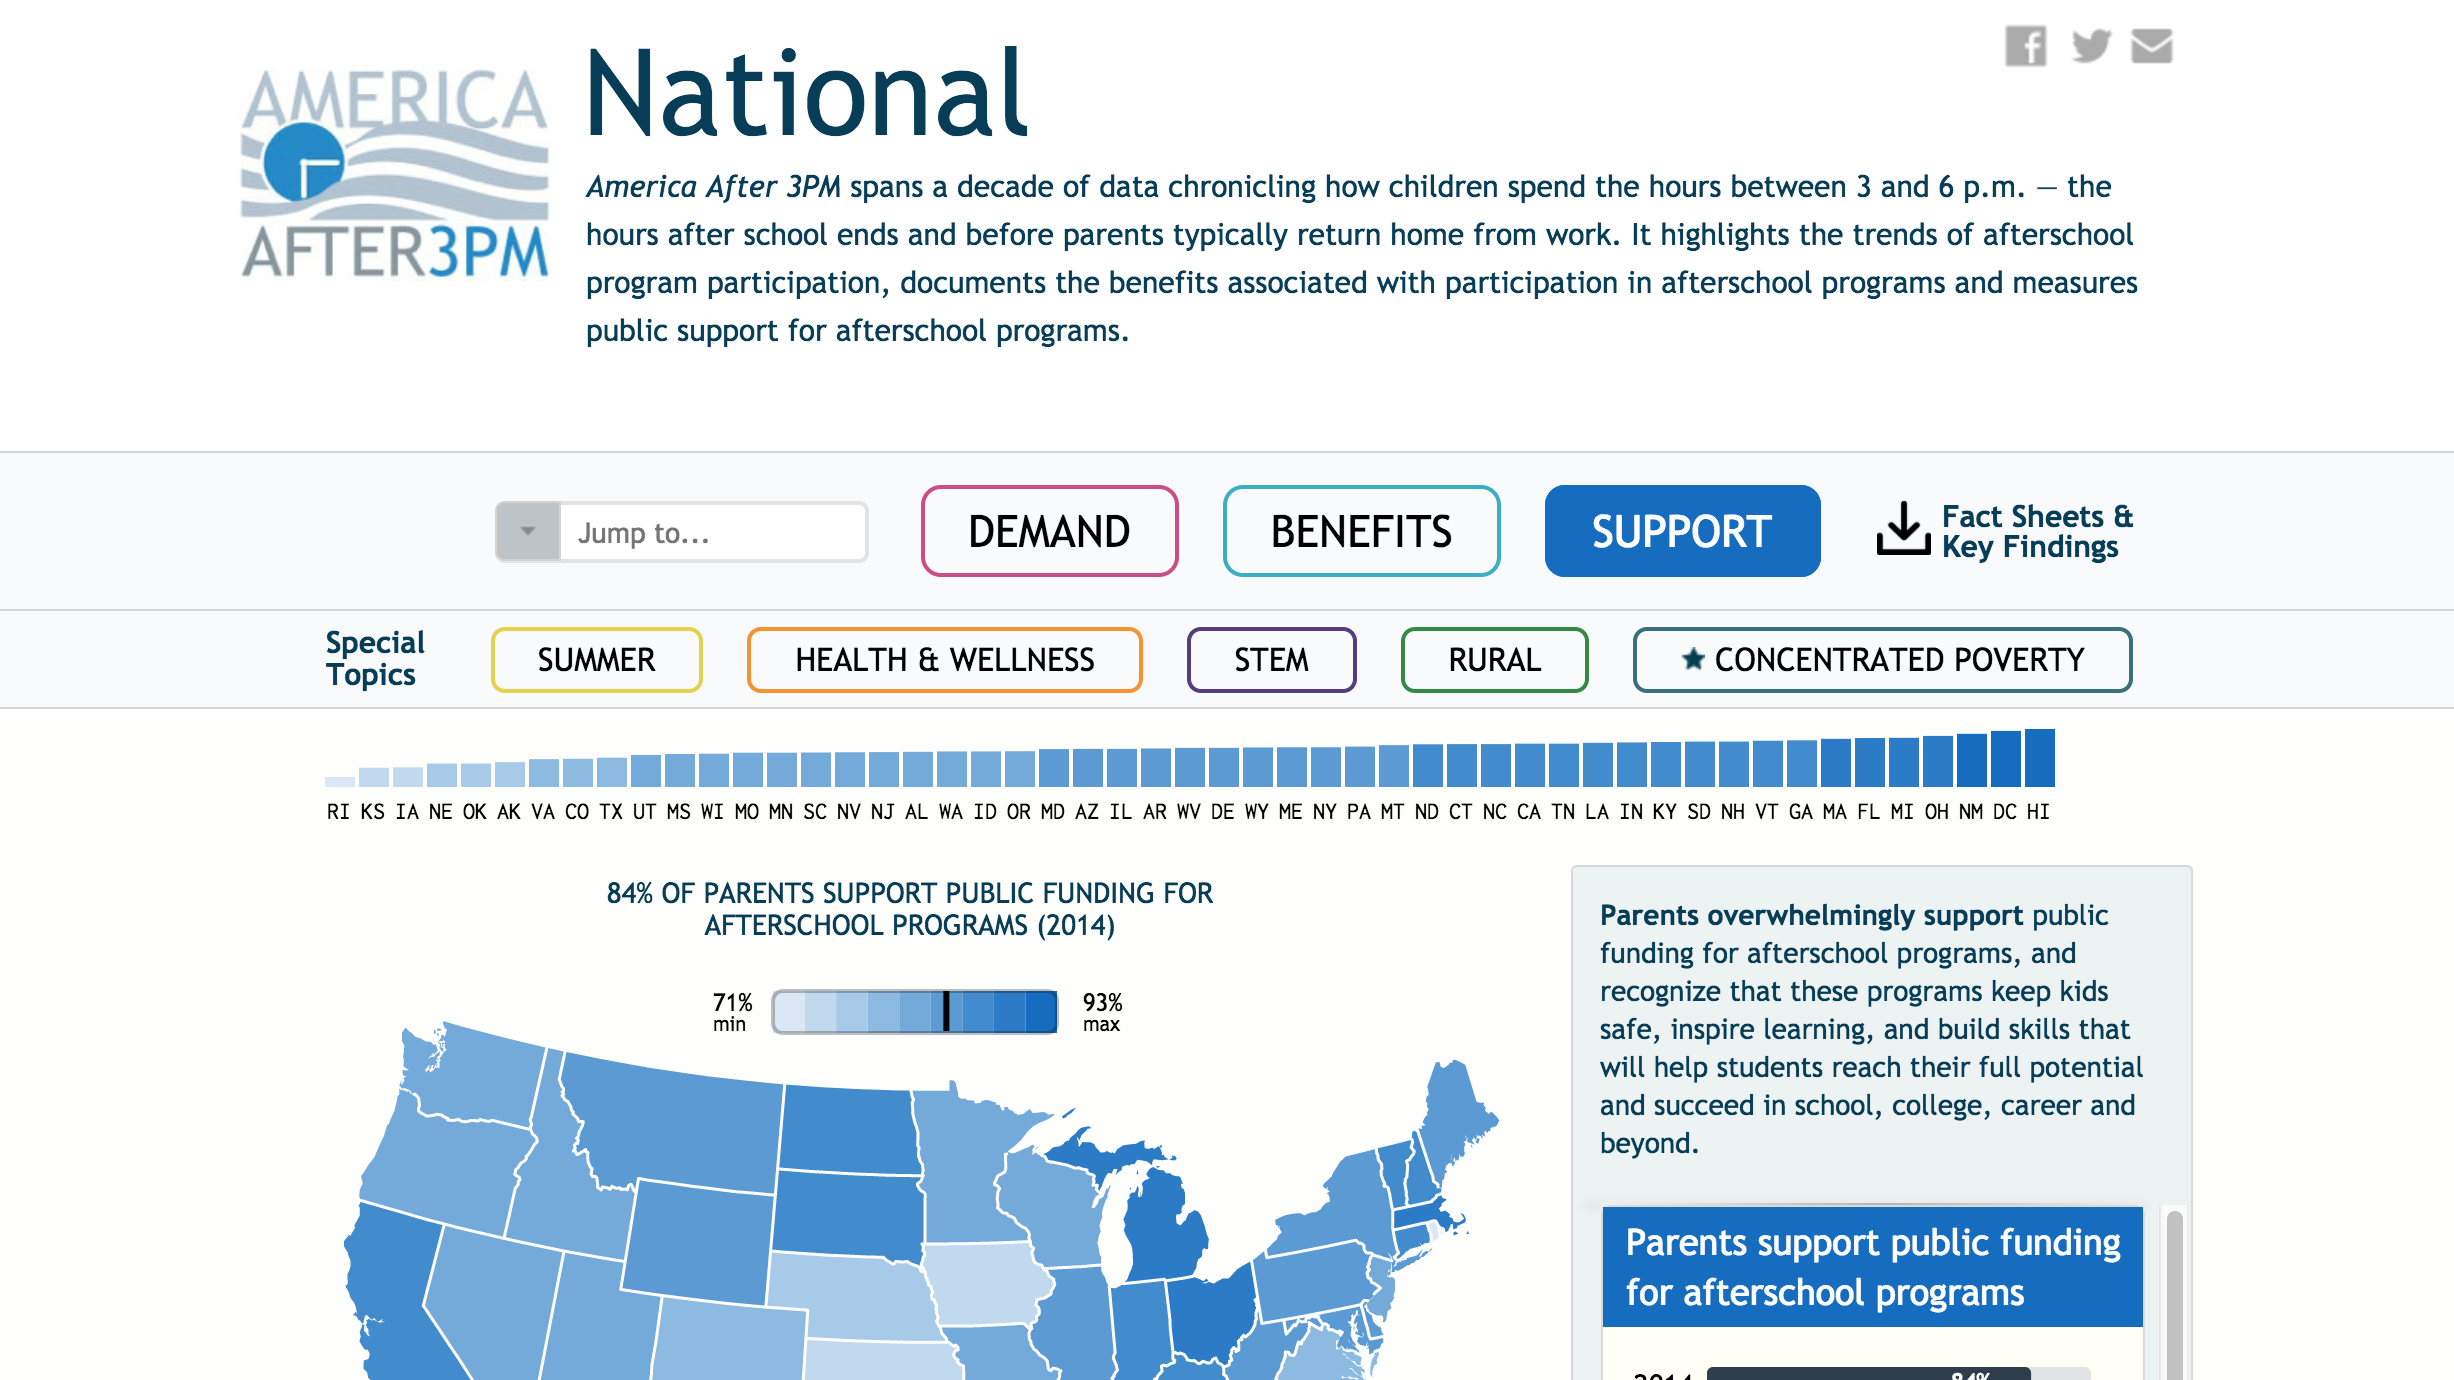 AMERICA
AFTER3PM
National
America After 3PM spans a decade of data chronicling how children spend the hours between 3 and 6 p.m. — the
hours after school ends and before parents typically return home from work. It highlights the trends of afterschool
program participation, documents the benefits associated with participation in afterschool programs and measures
public support for afterschool programs.
Jump to...
DEMAND
BENEFITS
SUPPORT
Fact Sheets &
Key Findings
Special
Topics
SUMMER
HEALTH & WELLNESS
STEM
RURAL
CONCENTRATED POVERTY
RI KS IA NE OK AK VA CO TX UT MS WI MO MN SC NV NJ AL WA ID OR MD AZ IL AR WV DE WY ME NY PA MT ND CT NC CA TN LA IN KY SD NH VT GA MA FL MI OH NM DC HI
84% OF PARENTS SUPPORT PUBLIC FUNDING FOR
AFTERSCHOOL PROGRAMS (2014)
71%
min
93%
max
Parents overwhelmingly support public
funding for afterschool programs, and
recognize that these programs keep kids
safe, inspire learning, and build skills that
will help students reach their full potential
and succeed in school, college, career and
beyond.
Parents support public funding
for afterschool programs
2014 84%